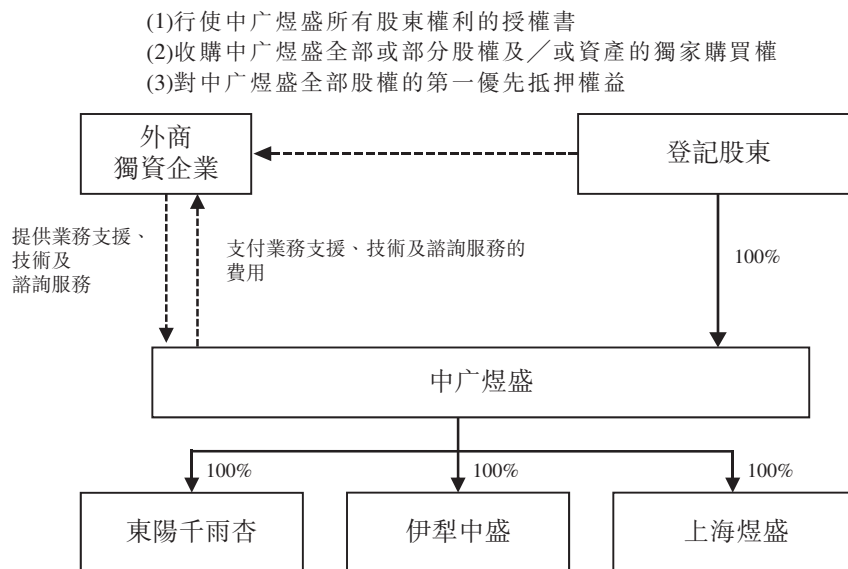 (1)行使中广煜盛所有股東權利的授權書
(2)收購中广煜盛全部或部分股權及／或資產的獨家購買權
(3)對中广煜盛全部股權的第一優先抵押權益
外商
獨資企業
登記股東
提供業務支援、
技術及
諮詢服務
支付業務支援、技術及諮詢服務的
費用
100%
中广煜盛
100%
100%
100%
東陽千雨杏
伊犁中盛
上海煜盛